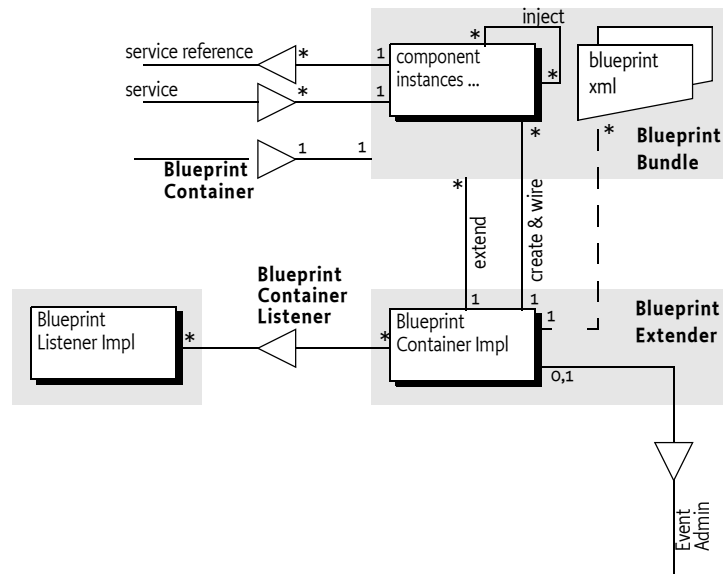 inject
service reference
*
1
*
component
instances ...
*
blueprint
xml
service
*
1
*
*
Blueprint
Bundle
1
1
Blueprint
Container
*
extend
create & wire
Blueprint
Container
Listener
1
1
1
Blueprint
Extender
Blueprint
Listener Impl
*
*
Blueprint
Container Impl
0,1
Event
Admin